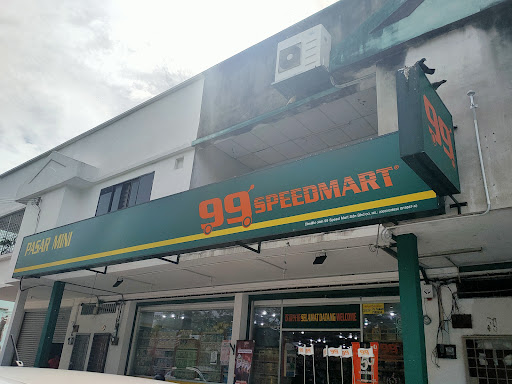 99
99 SPEEDMART
PASAR MINI
SELAMAT DATANG WELCOME